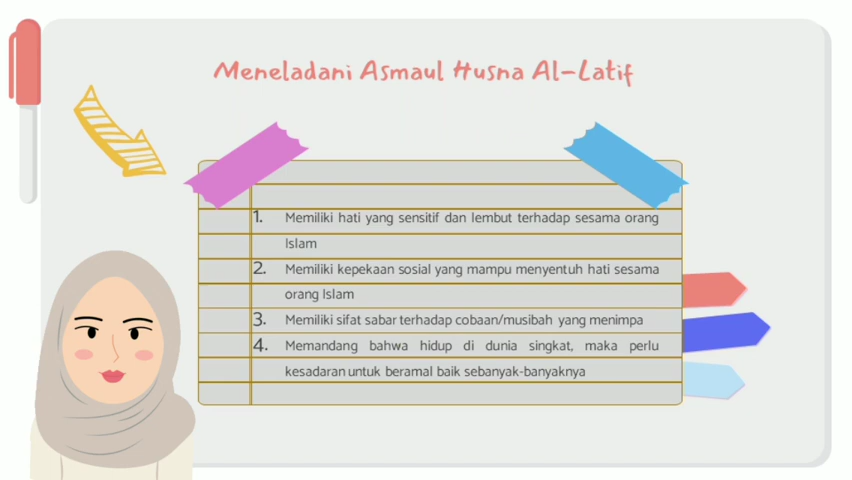 Meneladani Asmaul Husna Al-Latif
1. Memiliki hati yang sensitif dan lembut terhadap sesama orang
Islam
2. Memiliki kepekaan sosial yang mampu menyentuh hati sesama
orang Islam
3. Memiliki sifat sabar terhadap cobaan/musibah yang menimpa
4. Memandang bahwa hidup di dunia singkat, maka perlu
kesadaran untuk beramal baik sebanyak-banyaknya